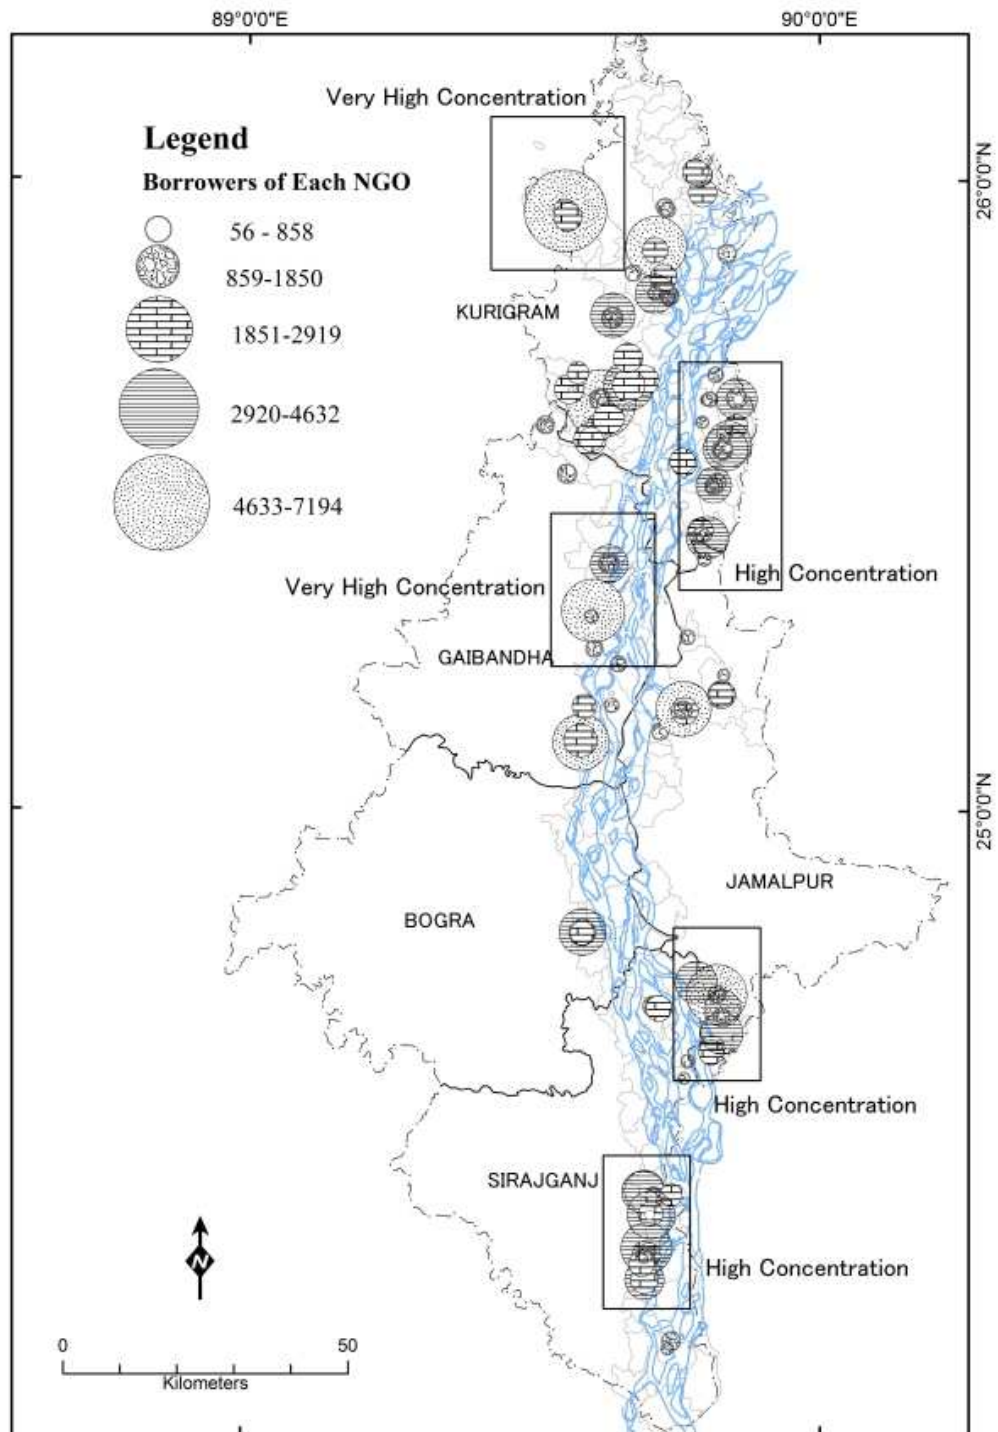 89°0'0"E
90°0'0"E
Very High Concentration
Legend
Borrowers of Each NGO
26°0'0"N
56 - 858
859-1850
KURIGRAM
1851-2919
2920-4632
4633-7194
Very High Concentration
High Concentration
GAIBANDHA
25°0'0"N
JAMALPUR
BOGRA
High Concentration
SIRAJGANJ
N
High Concentration
0
50
Kilometers